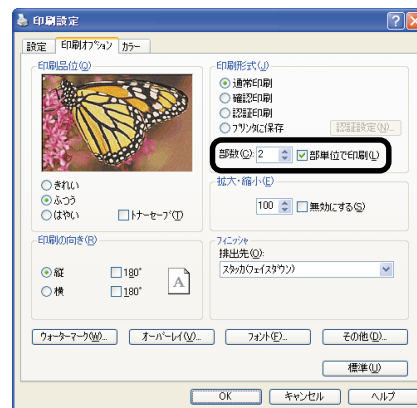 印刷設定
設定 印刷オプション カラー
印刷品位(Q)
きれい
ふつう
はやい
トナーセーブ(T)
印刷形式(J)
通常印刷
確認印刷
認証印刷
プリンタに保存 認証設定(N)...
部数(C): 2 部単位で印刷(L)
拡大・縮小(E)
100 無効にする(S)
印刷の向き(R)
縦 180°
横 180°
A
フィニッシャ
排出先(O):
スタッカ(フェイスダウン)
ウォーターマーク(W)... オーバーレイ(V)... フォント(F)... その他(D)...
標準(U)
OK キャンセル ヘルプ